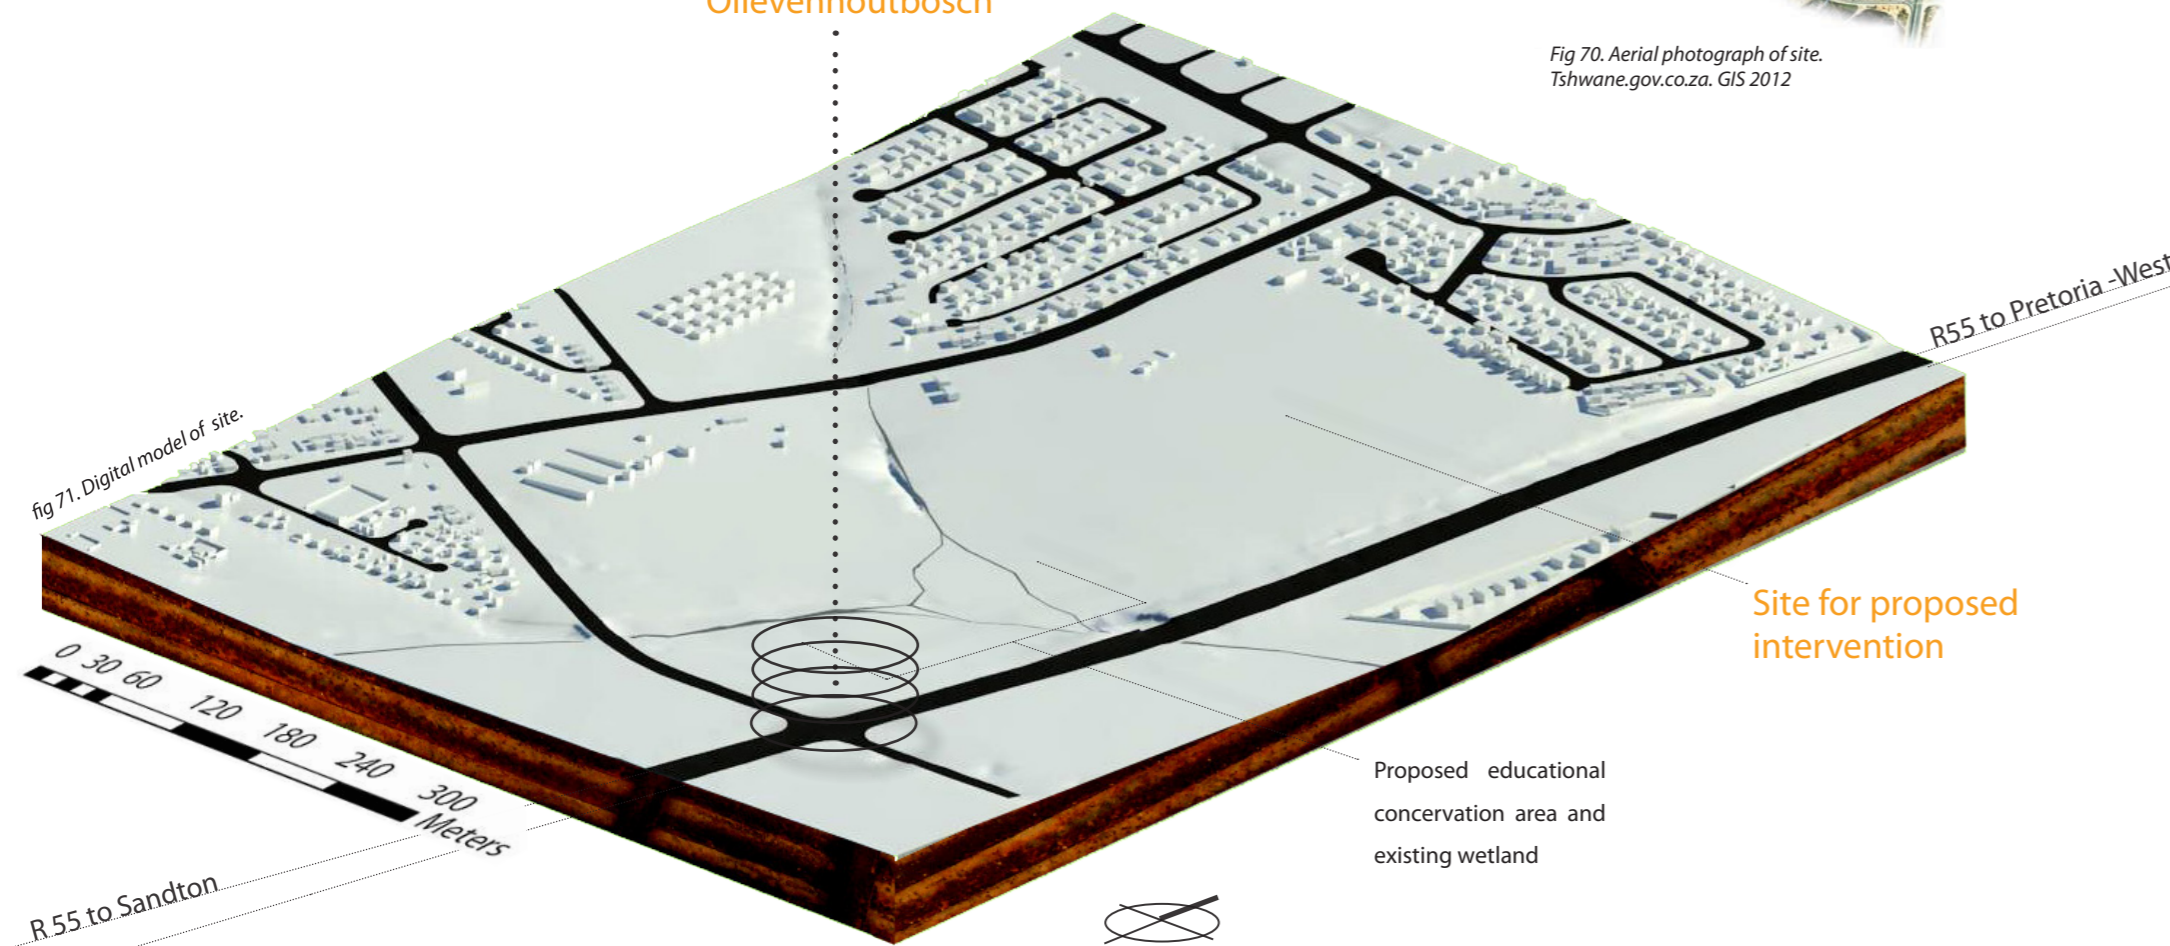 Olievenhoutbosch
Fig 70. Aerial photograph of site.
Tshwane.gov.co.za. GIS 2012
R55 to Pretoria -West
fig 71. Digital model of site.
Site for proposed
intervention
0 30 60 120 180 240 300
Meters
Proposed educational
concervation area and
existing wetland
R 55 to Sandton